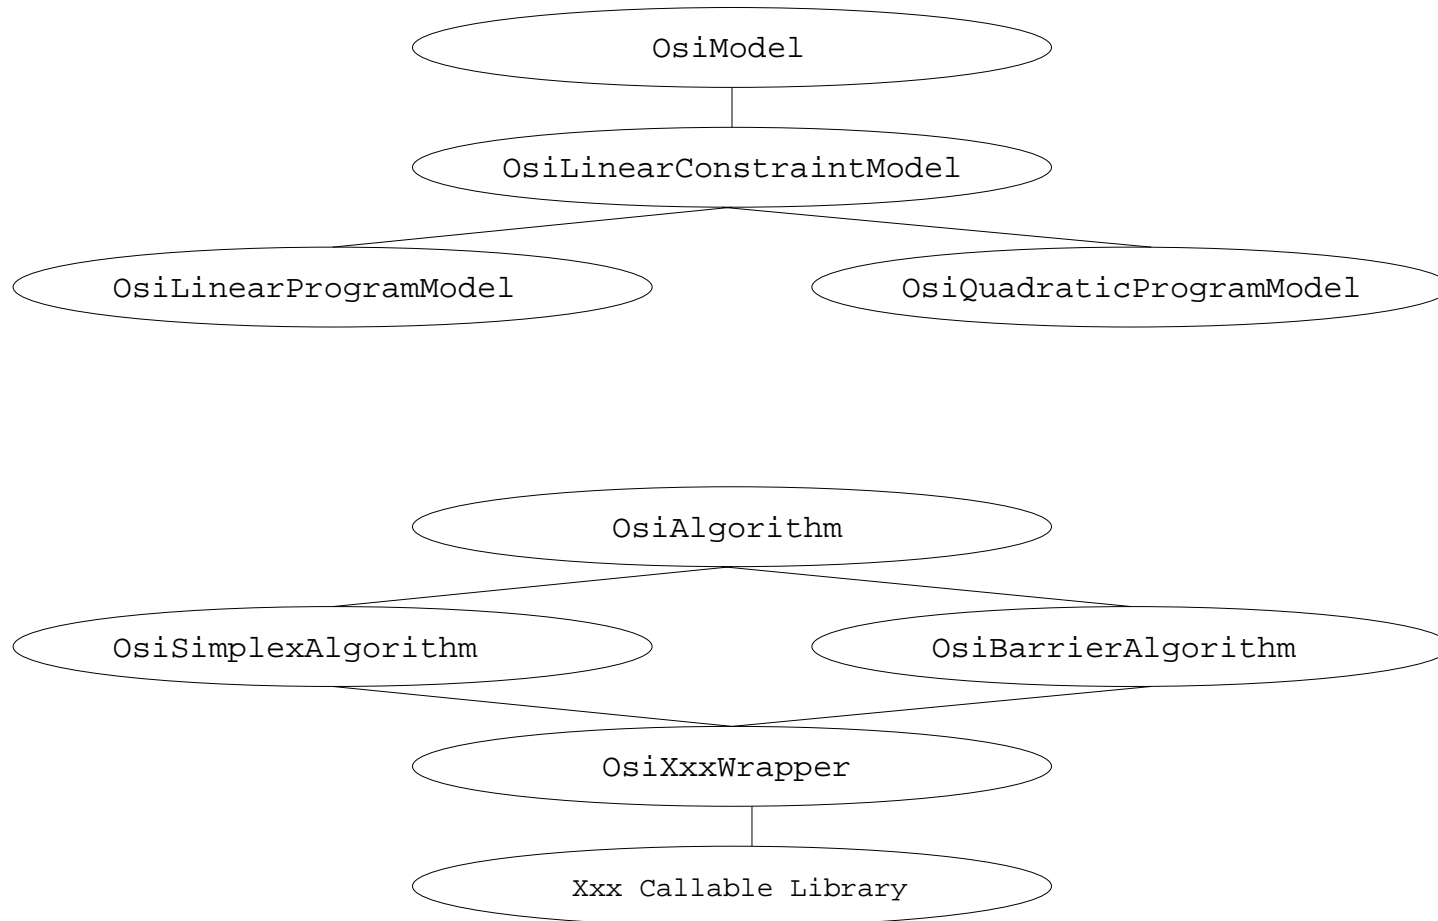 OsiModel
OsiLinearConstraintModel
OsiLinearProgramModel
OsiQuadraticProgramModel
OsiAlgorithm
OsiSimplexAlgorithm
OsiBarrierAlgorithm
OsiXxxWrapper
Xxx Callable Library